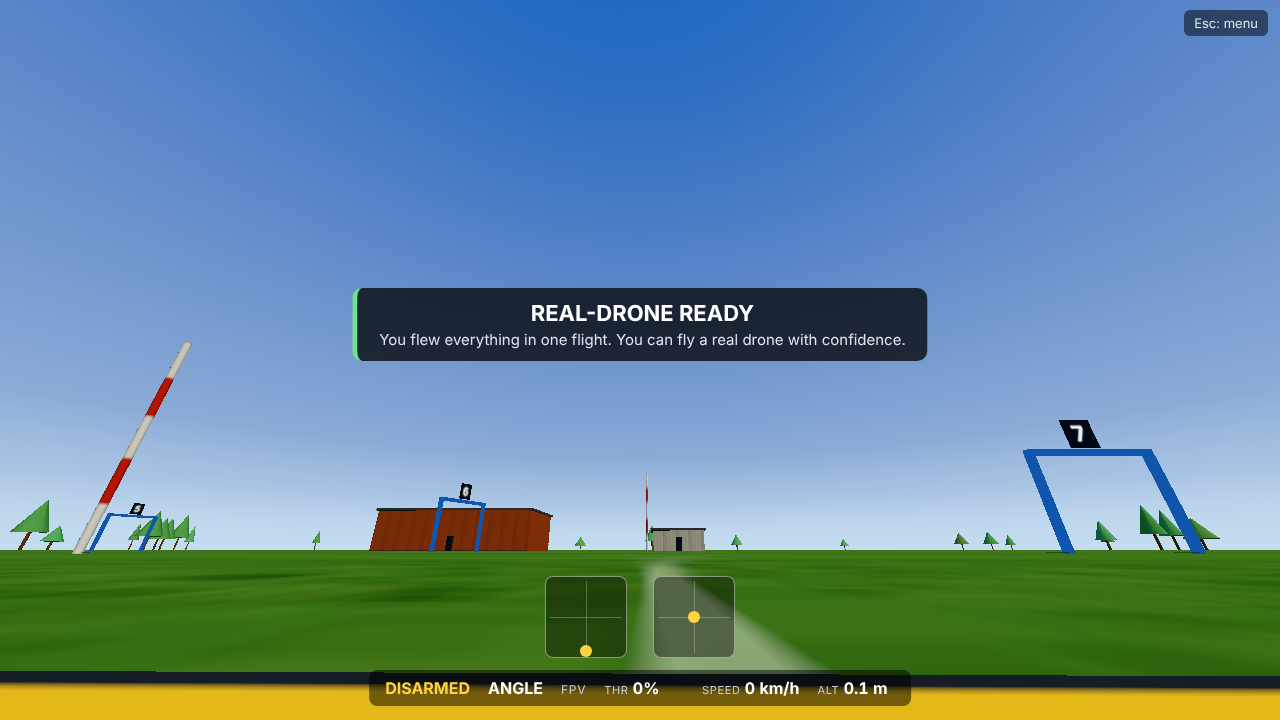 Esc: menu
REAL-DRONE READY
You flew everything in one flight. You can fly a real drone with confidence.
7
0
DISARMED ANGLE FPV THR 0% SPEED 0 km/h ALT 0.1 m